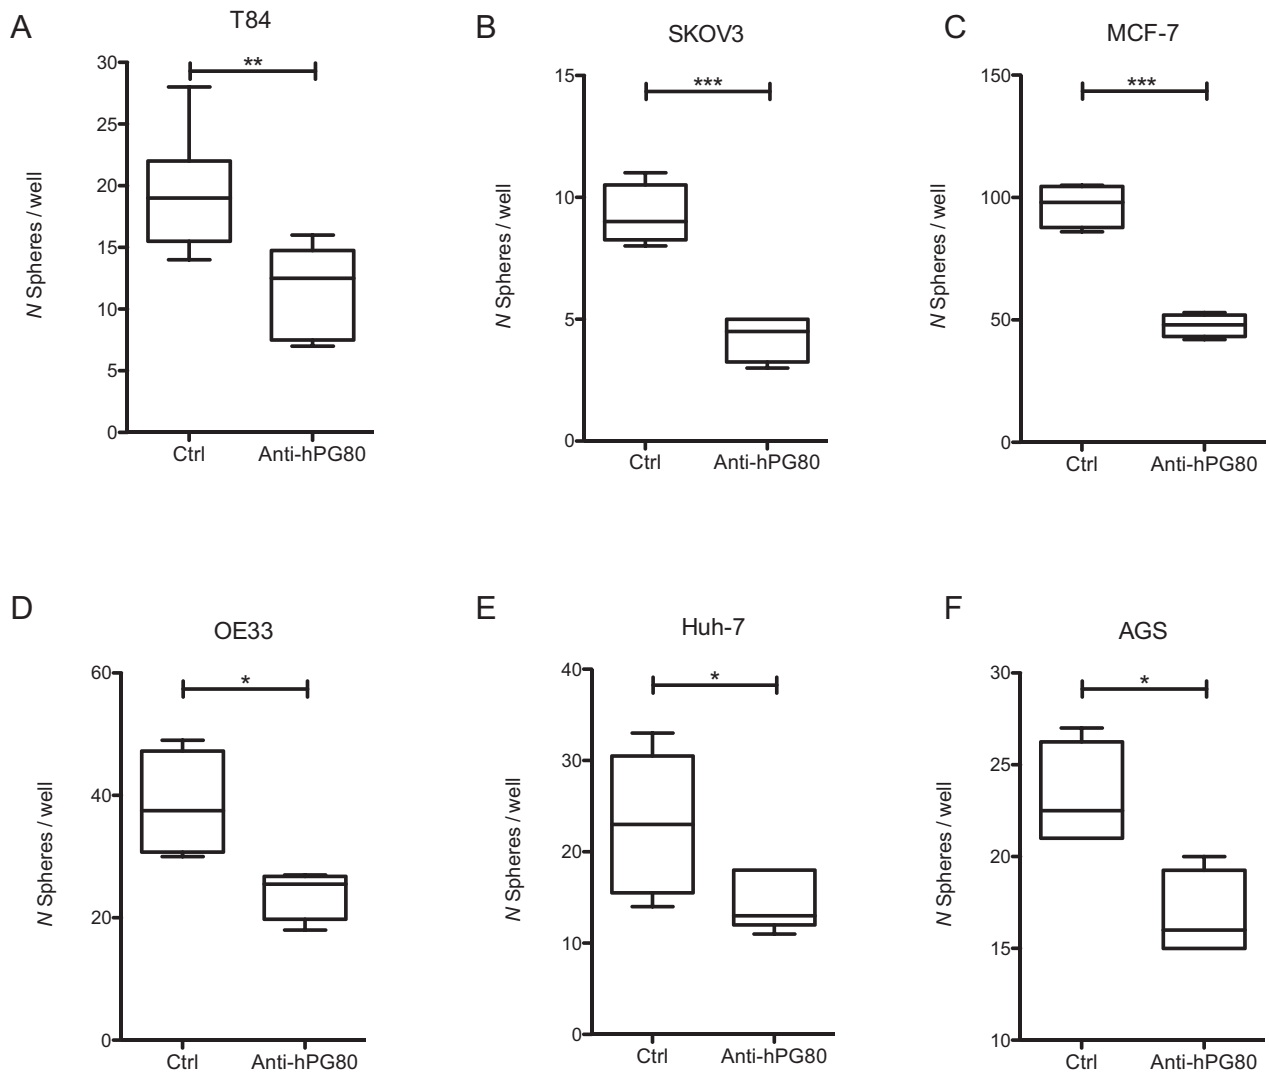 A
T84
**
30
25
20
15
10
5
0
N Spheres / well
Ctrl
Anti-hPG80
B
SKOV3
***
15
10
5
0
N Spheres / well
Ctrl
Anti-hPG80
C
MCF-7
***
150
100
50
0
N Spheres / well
Ctrl
Anti-hPG80
D
OE33
*
60
40
20
0
N Spheres / well
Ctrl
Anti-hPG80
E
Huh-7
*
40
30
20
10
0
N Spheres / well
Ctrl
Anti-hPG80
F
AGS
*
30
25
20
15
10
N Spheres / well
Ctrl
Anti-hPG80